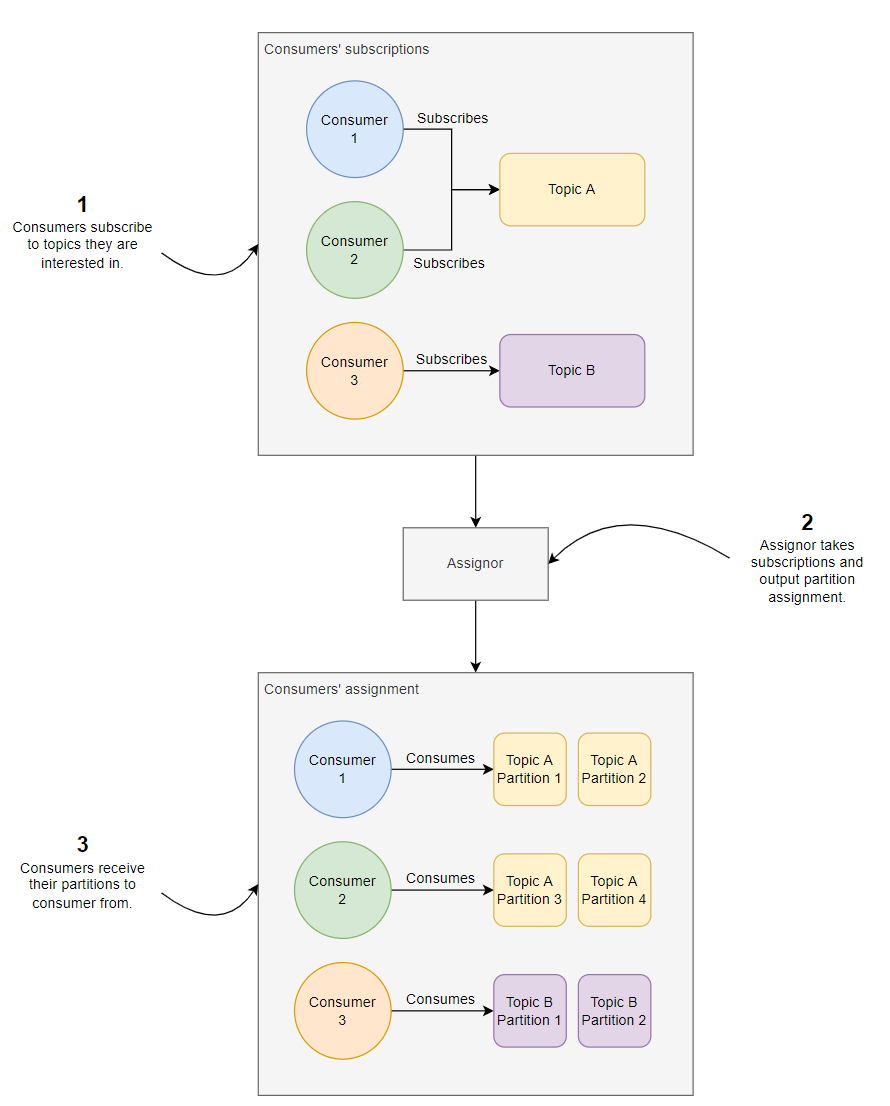 Consumers' subscriptions
Consumer
1
Subscribes
Topic A
1
Consumers subscribe
to topics they are
interested in.
Consumer
2
Subscribes
Consumer
3
Subscribes
Topic B
Assignor
2
Assignor takes
subscriptions and
output partition
assignment.
Consumers' assignment
Consumer
1
Consumes
Topic A
Partition 1
Topic A
Partition 2
3
Consumers receive
their partitions to
consumer from.
Consumer
2
Consumes
Topic A
Partition 3
Topic A
Partition 4
Consumer
3
Consumes
Topic B
Partition 1
Topic B
Partition 2